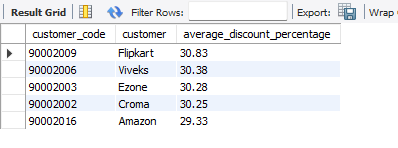 Result Grid Filter Rows: Export: Wrap
customer_code customer average_discount_percentage
90002009 Flipkart 30.83
90002006 Viveks 30.38
90002003 Ezone 30.28
90002002 Croma 30.25
90002016 Amazon 29.33